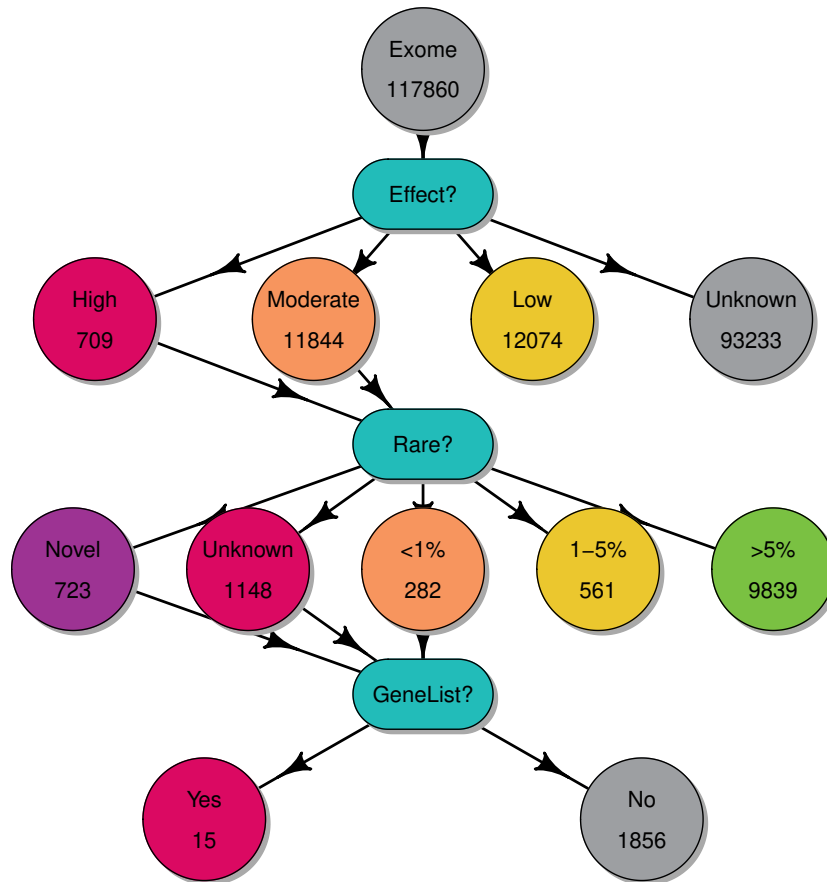 Exome
117860
Effect?
High
709
Moderate
11844
Low
12074
Unknown
93233
Rare?
Novel
723
Unknown
1148
<1%
282
1–5%
561
>5%
9839
GeneList?
Yes
15
No
1856